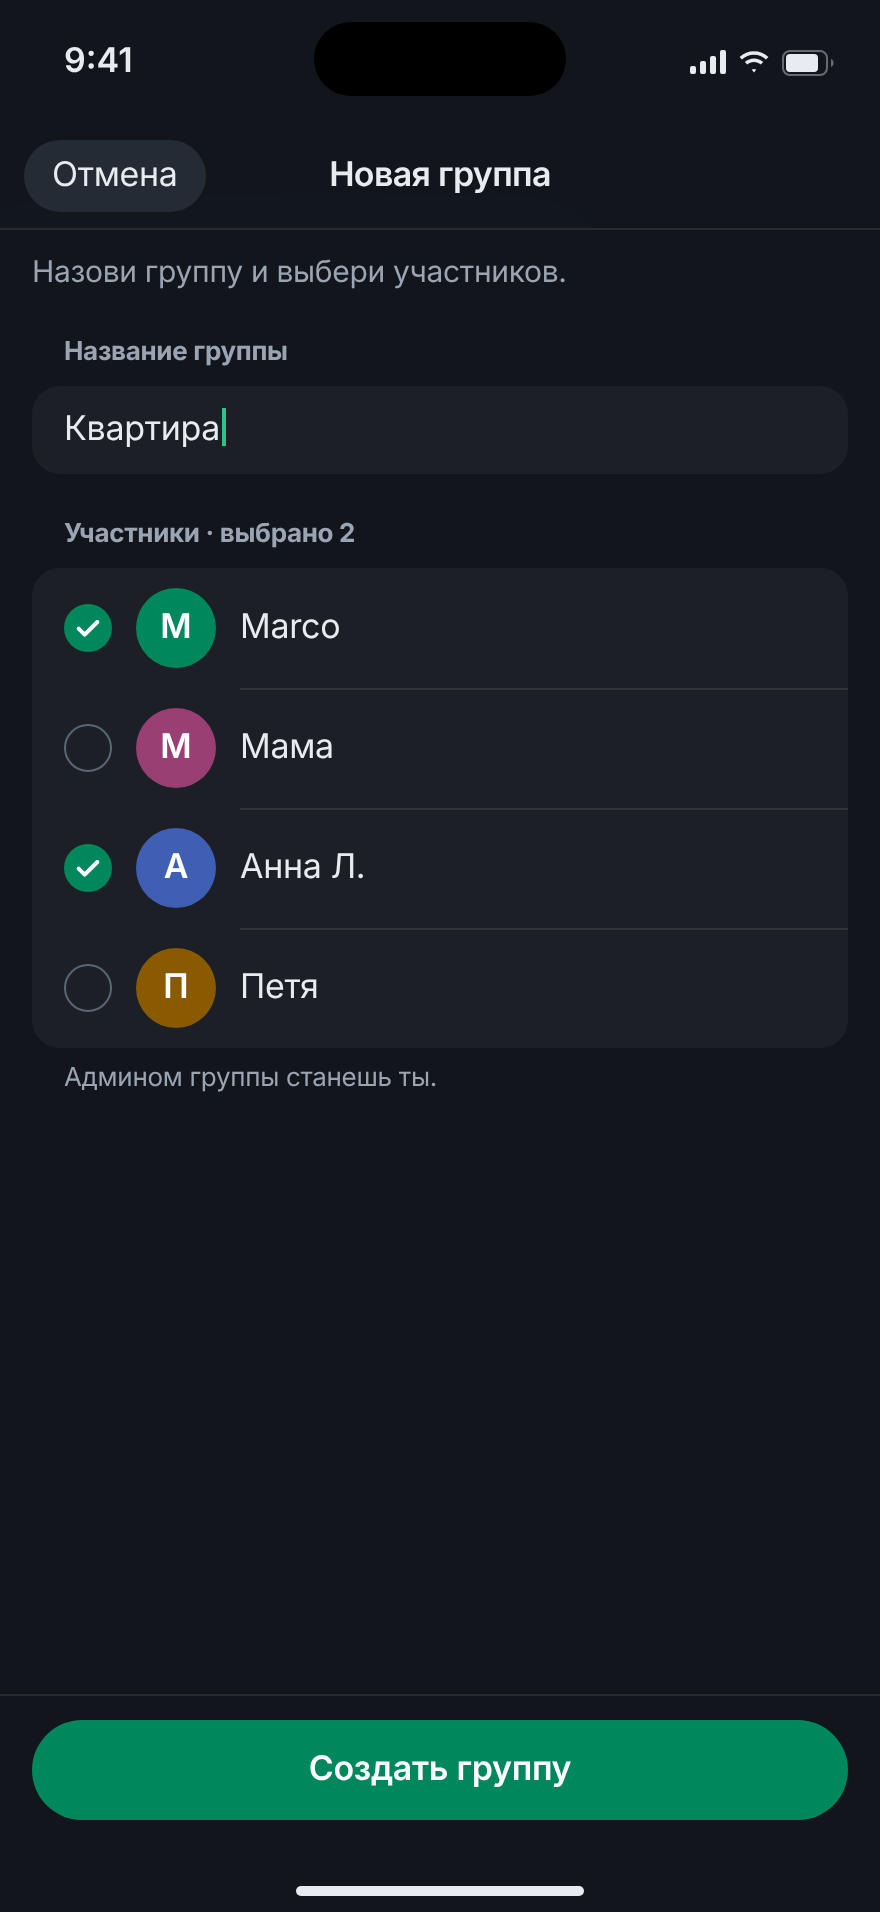 9:41
Отмена
Новая группа
Назови группу и выбери участников.
Название группы
Квартира
Участники · выбрано 2
M Marco
М Мама
А Анна Л.
П Петя
Админом группы станешь ты.
Создать группу